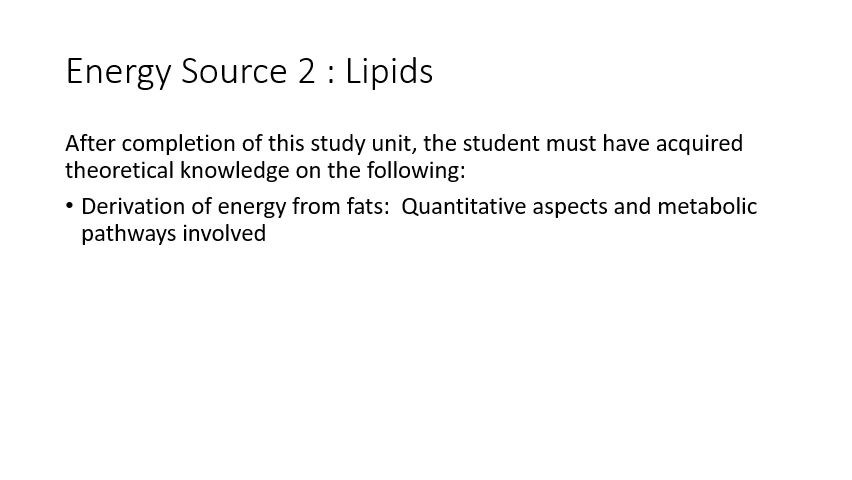 Energy Source 2 : Lipids
After completion of this study unit, the student must have acquired
theoretical knowledge on the following:
• Derivation of energy from fats:  Quantitative aspects and metabolic
pathways involved